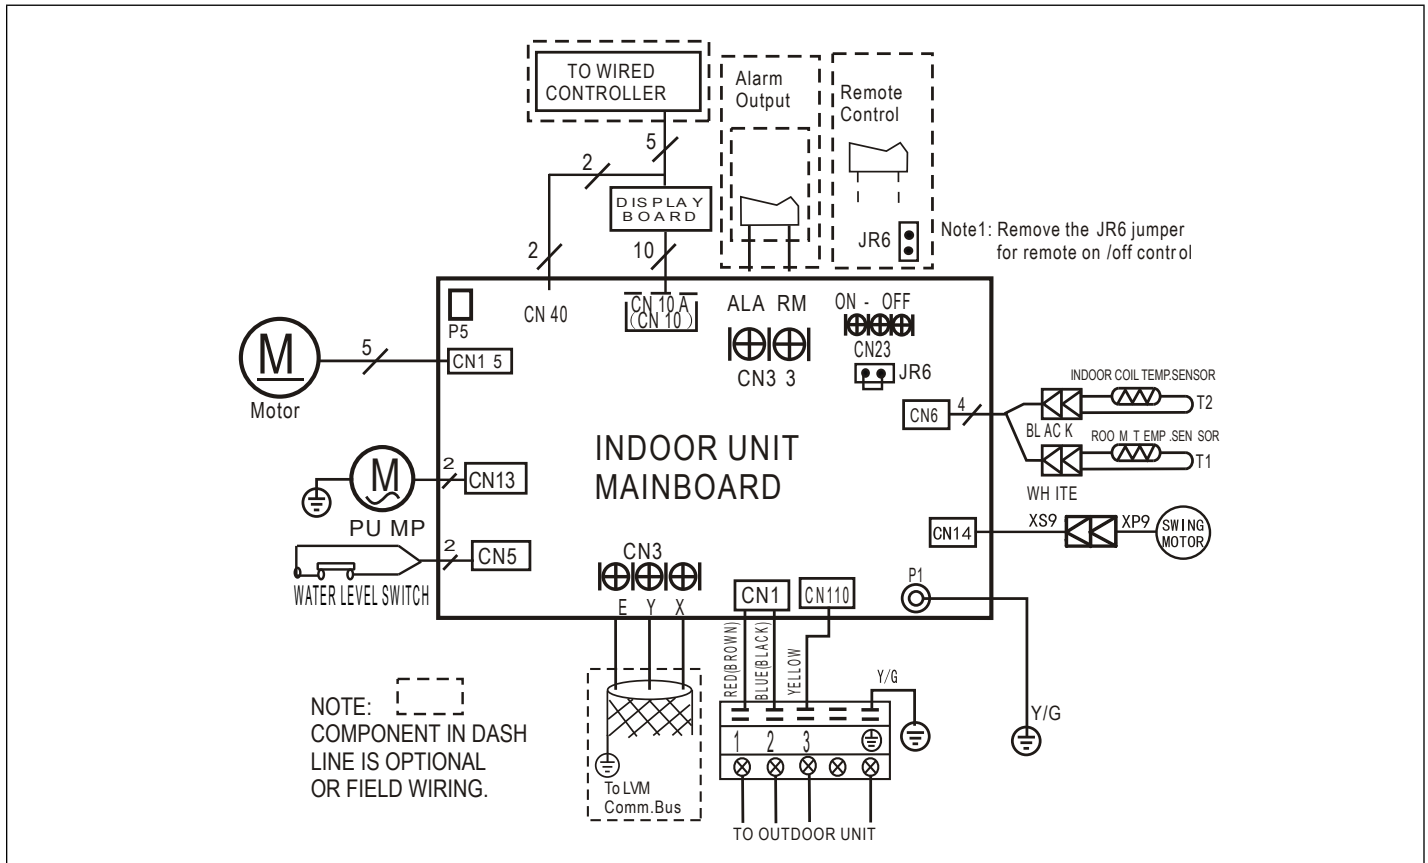 TO WIRED
CONTROLLER
Alarm
Output
Remote
Control
5
2
DISPLAY
BOARD
JR6
Note1: Remove the JR6 jumper
for remote on /off control
2
10
P5
CN 40
CN 10 A
(CN 10)
ALA RM
CN3 3
ON - OFF
CN23
JR6
M
Motor
5
CN1 5
INDOOR COIL TEMP.SENSOR
T2
CN6
4
BL AC K
ROO M T EMP .SEN SOR
T1
WH ITE
INDOOR UNIT
MAINBOARD
M
PU MP
2
CN13
CN14
XS9
XP9
SWING
MOTOR
WATER LEVEL SWITCH
2
CN5
CN3
E Y X
CN1
CN110
P1
RED(BROWN)
BLUE(BLACK)
YELLOW
Y/G
Y/G
NOTE:
COMPONENT IN DASH
LINE IS OPTIONAL
OR FIELD WIRING.
To LVM
Comm.Bus
1 2 3
TO OUTDOOR UNIT